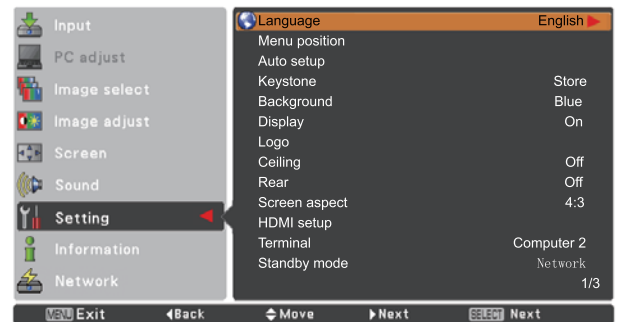 Input
PC adjust
Image select
Image adjust
Screen
Sound
Setting
Information
Network
Language English
Menu position
Auto setup
Keystone Store
Background Blue
Display On
Logo
Ceiling Off
Rear Off
Screen aspect 4:3
HDMI setup
Terminal Computer 2
Standby mode Network
1/3
MENU Exit Back Move Next SELECT Next